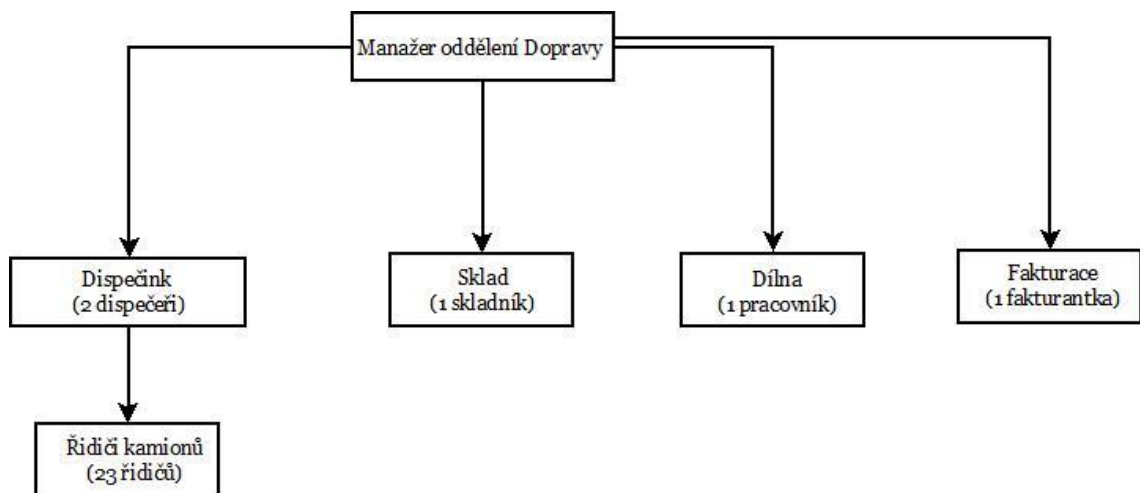 Manažer oddělení Dopravy
Dispečink
(2 dispečeři)
Sklad
(1 skladník)
Dílna
(1 pracovník)
Fakturace
(1 fakturantka)
Řidiči kamionů
(23 řidičů)